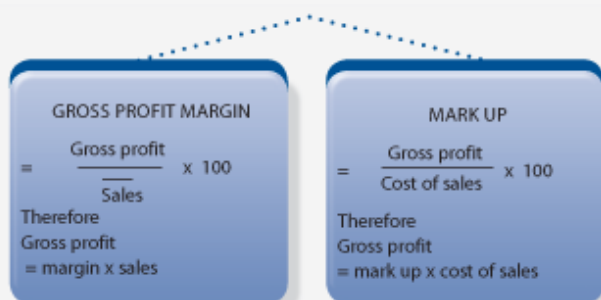 GROSS PROFIT MARGIN
Gross profit
= x 100
Sales
Therefore
Gross profit
= margin x sales
MARK UP
Gross profit
= x 100
Cost of sales
Therefore
Gross profit
= mark up x cost of sales